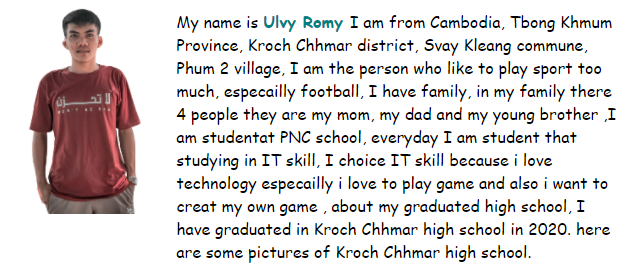 My name is Ulvy Romy I am from Cambodia, Tbong Khmum
Province, Kroch Chhmar district, Svay Kleang commune,
Phum 2 village, I am the person who like to play sport too
much, especailly football, I have family, in my family there
4 people they are my mom, my dad and my young brother ,I
am studentat PNC school, everyday I am student that
studying in IT skill, I choice IT skill because i love
technology especailly i love to play game and also i want to
creat my own game , about my graduated high school, I
have graduated in Kroch Chhmar high school in 2020. here
are some pictures of Kroch Chhmar high school.
لا تحزن